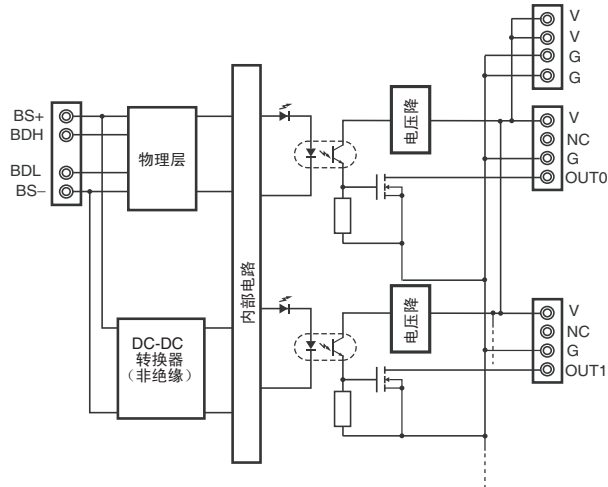 V
V
G
G
BS+
BDH
BDL
BS−
物理层
内部电路
电压降
V
NC
G
OUT0
DC-DC
转换器
（非绝缘）
电压降
V
NC
G
OUT1